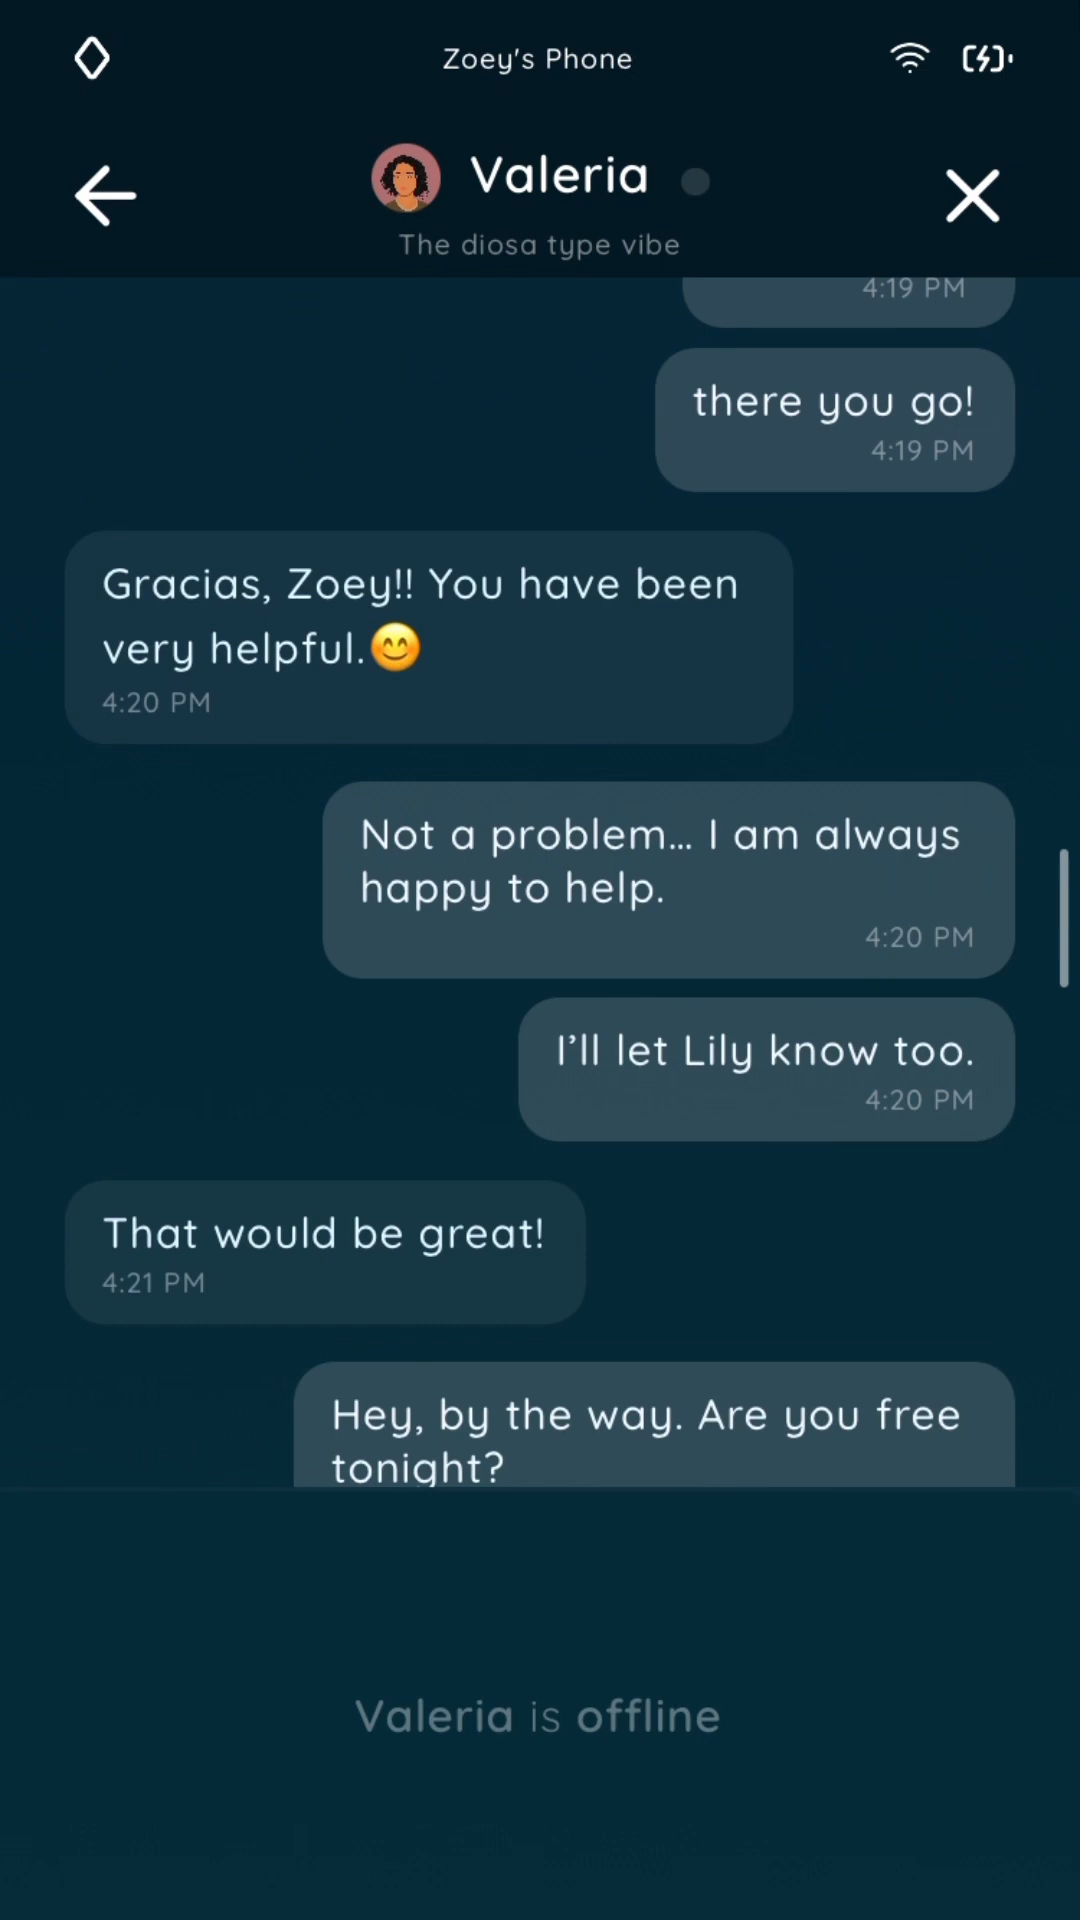 Zoey's Phone
Valeria
The diosa type vibe
4:19 PM
there you go!
4:19 PM
Gracias, Zoey!! You have been
very helpful.😊
4:20 PM
Not a problem... I am always
happy to help.
4:20 PM
I’ll let Lily know too.
4:20 PM
That would be great!
4:21 PM
Hey, by the way. Are you free
tonight?
Valeria is offline